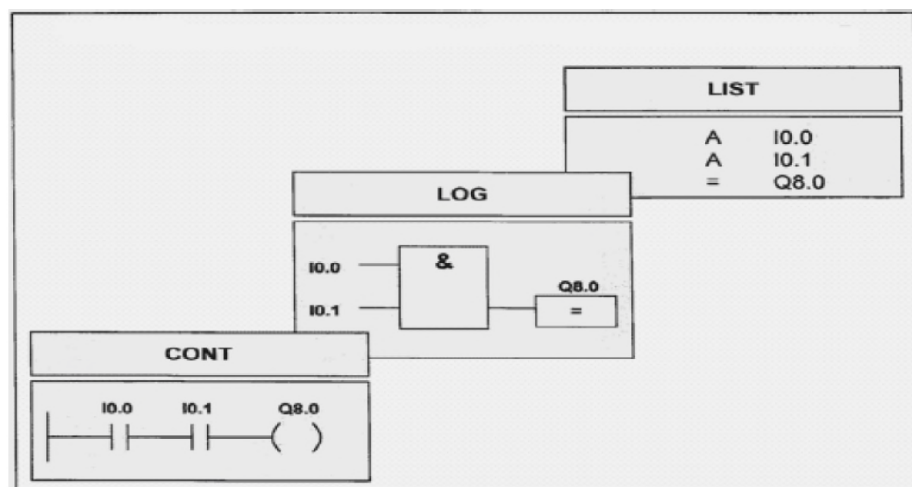 LIST
A I0.0
A I0.1
= Q8.0
LOG
&
I0.0
Q8.0
I0.1
=
CONT
I0.0 I0.1 Q8.0